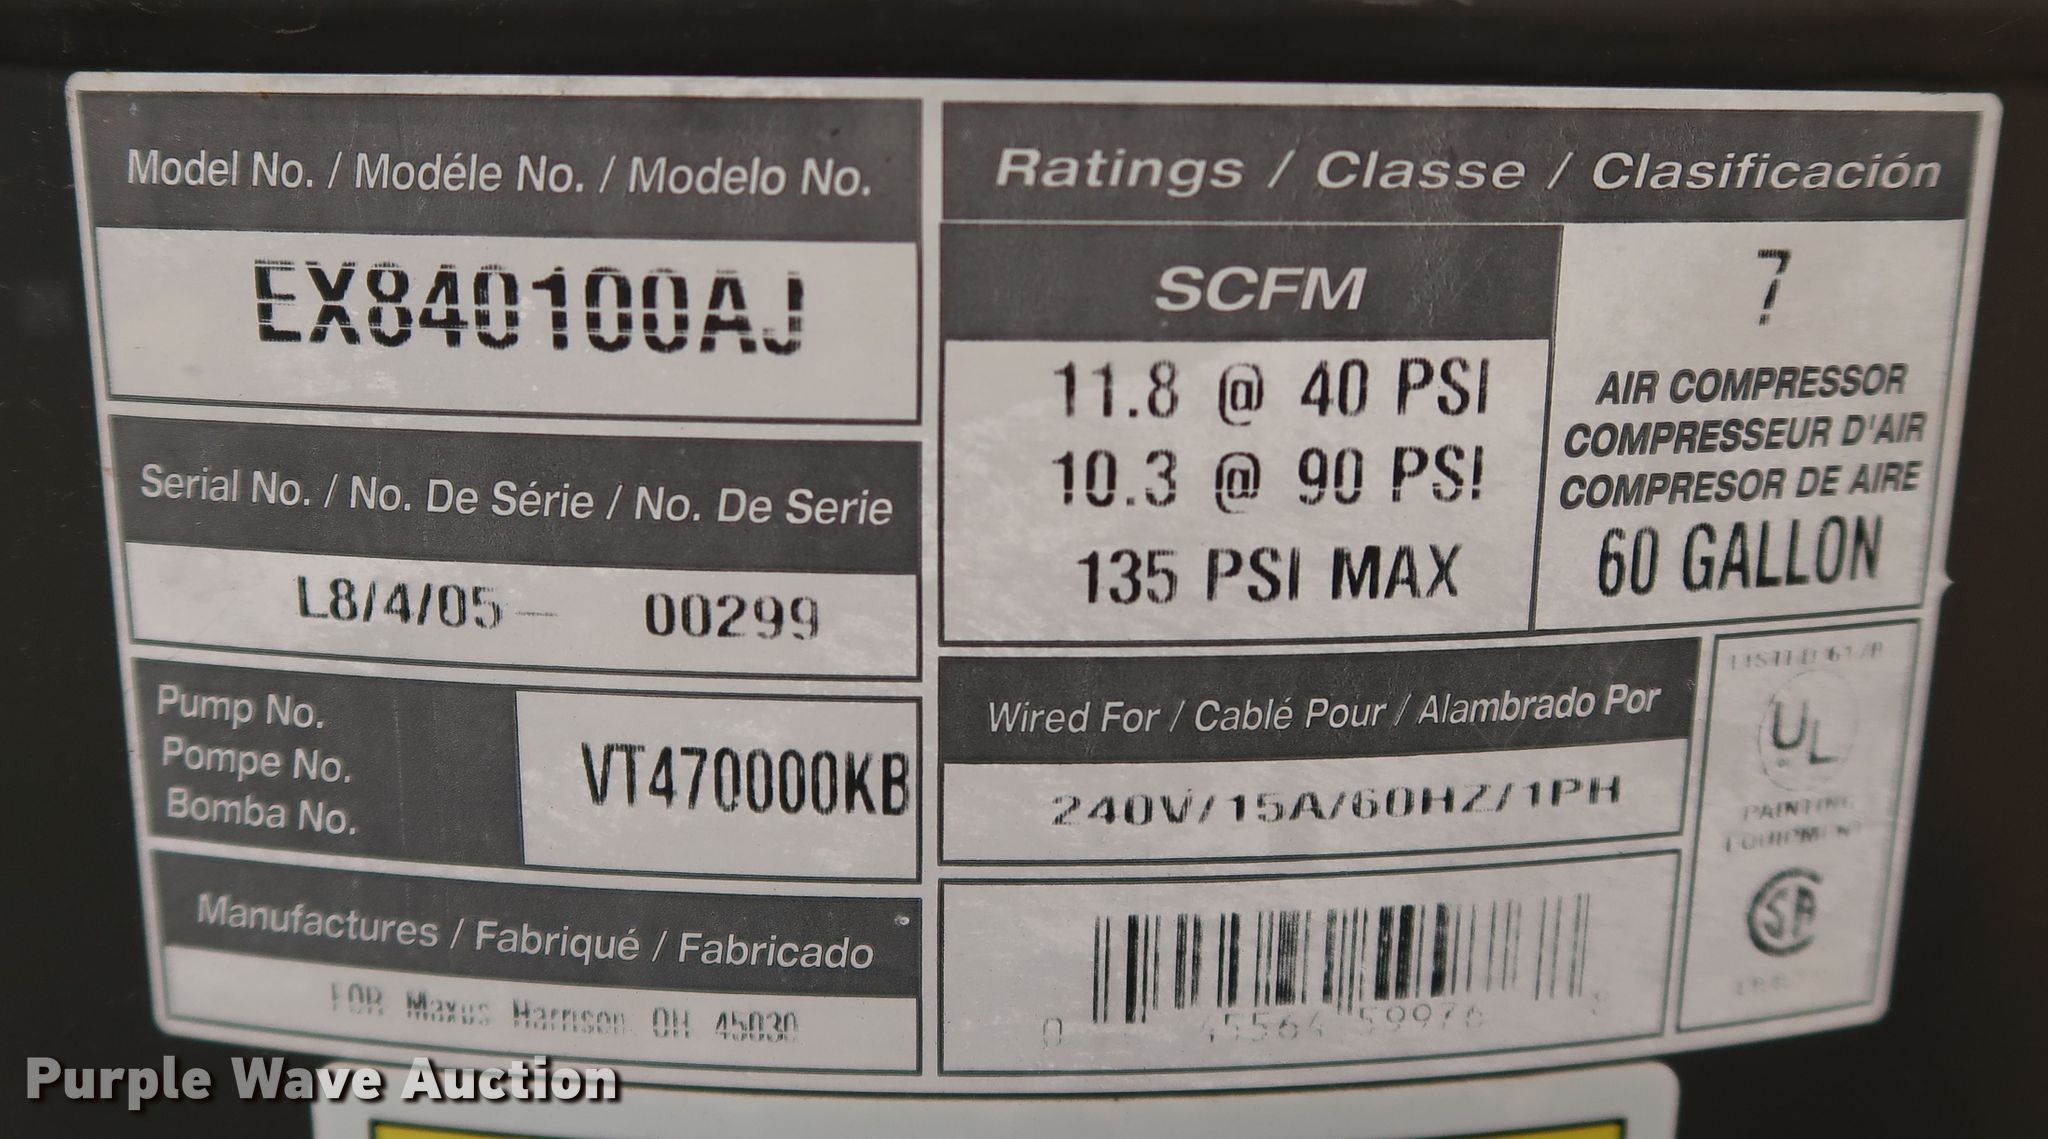 Model No. / Modéle No. / Modelo No.
EX840100AJ
Serial No. / No. De Série / No. De Serie
L8/4/05 — 00299
Pump No.
Pompe No.
Bomba No.
VT470000KB
Manufactures / Fabriqué / Fabricado
FOR Maxus Harrison OH 45030
Ratings / Classe / Clasificación
SCFM
11.8 @ 40 PSI
10.3 @ 90 PSI
135 PSI MAX
7
AIR COMPRESSOR
COMPRESSEUR D'AIR
COMPRESOR DE AIRE
60 GALLON
Wired For / Cablé Pour / Alambrado Por
240V/15A/60HZ/1PH
0 45564 59976 8
LISTED
UL
PAINTING
EQUIPMENT
SA
Purple Wave Auction